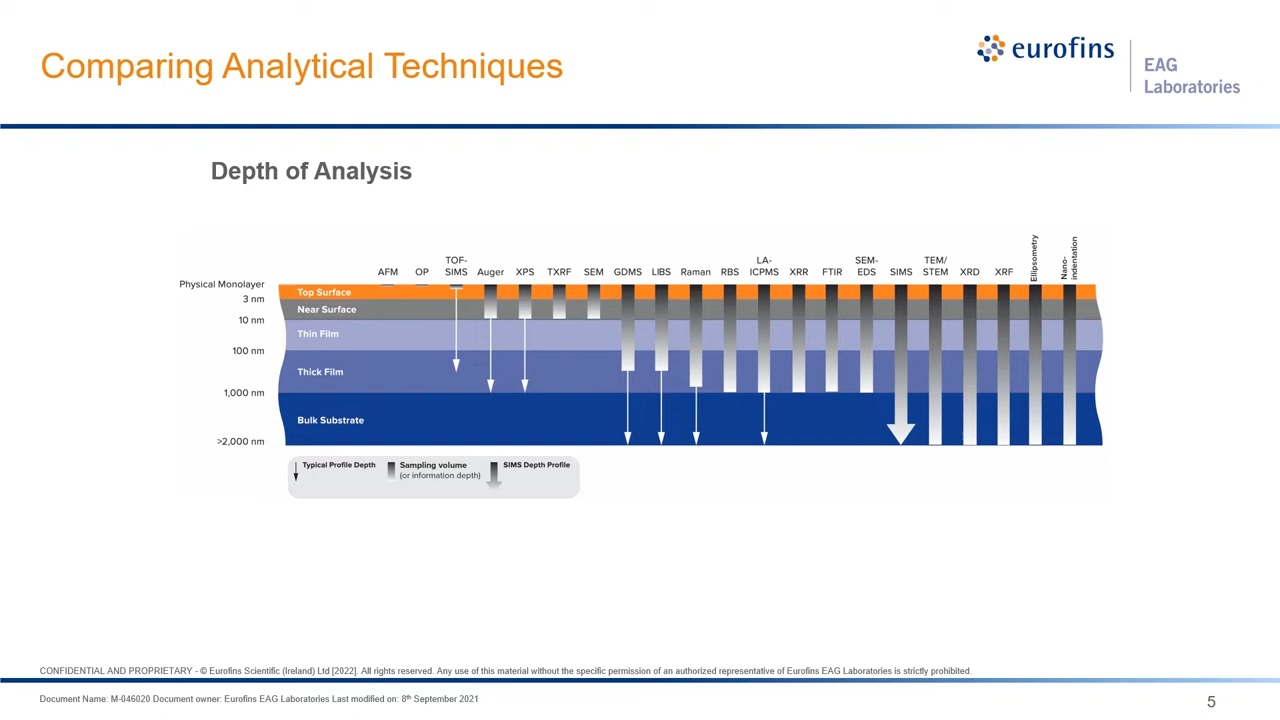 Comparing Analytical Techniques
eurofins
EAG
Laboratories
Depth of Analysis
AFM OP TOF-SIMS Auger XPS TXRF SEM GDMS LIBS Raman RBS LA-ICPMS XRR FTIR SEM-EDS SIMS TEM/STEM XRD XRF Ellipsometry Nano-indentation
Physical Monolayer
Top Surface
3 nm
Near Surface
10 nm
Thin Film
100 nm
Thick Film
1,000 nm
Bulk Substrate
>2,000 nm
Typical Profile Depth
Sampling volume
(or information depth)
SIMS Depth Profile
CONFIDENTIAL AND PROPRIETARY - © Eurofins Scientific (Ireland) Ltd [2022]. All rights reserved. Any use of this material without the specific permission of an authorized representative of Eurofins EAG Laboratories is strictly prohibited.
Document Name: M-046020 Document owner: Eurofins EAG Laboratories Last modified on: 8th September 2021
5